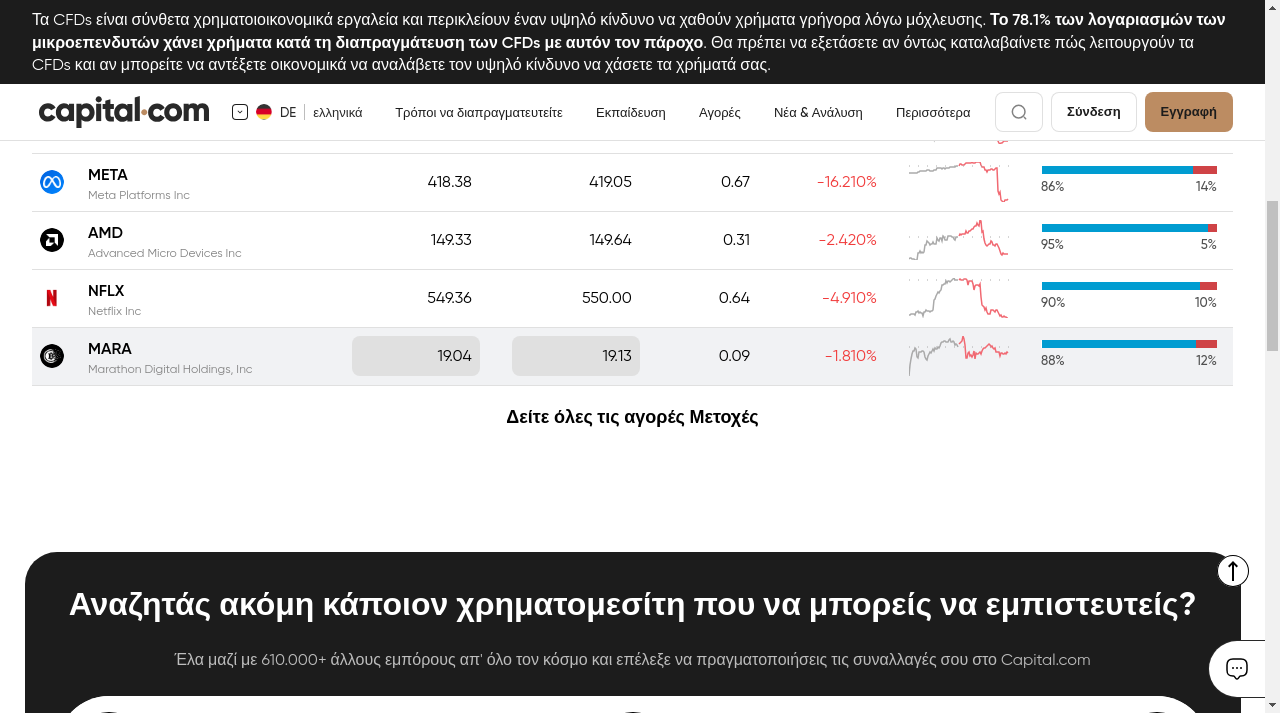 Τα CFDs είναι σύνθετα χρηματοιοικονομικά εργαλεία και περικλείουν έναν υψηλό κίνδυνο να χαθούν χρήματα γρήγορα λόγω μόχλευσης. Το 78.1% των λογαριασμών των
μικροεπενδυτών χάνει χρήματα κατά τη διαπραγμάτευση των CFDs με αυτόν τον πάροχο. Θα πρέπει να εξετάσετε αν όντως καταλαβαίνετε πώς λειτουργούν τα
CFDs και αν μπορείτε να αντέξετε οικονομικά να αναλάβετε τον υψηλό κίνδυνο να χάσετε τα χρήματά σας.
capital.com DE ελληνικά Τρόποι να διαπραγματευτείτε Εκπαίδευση Αγορές Νέα & Ανάλυση Περισσότερα Σύνδεση Εγγραφή
META 418.38 419.05 0.67 -16.210% 86% 14%
Meta Platforms Inc
AMD 149.33 149.64 0.31 -2.420% 95% 5%
Advanced Micro Devices Inc
NFLX 549.36 550.00 0.64 -4.910% 90% 10%
Netflix Inc
MARA 19.04 19.13 0.09 -1.810% 88% 12%
Marathon Digital Holdings, Inc
Δείτε όλες τις αγορές Μετοχές
Αναζητάς ακόμη κάποιον χρηματομεσίτη που να μπορείς να εμπιστευτείς?
Έλα μαζί με 610.000+ άλλους εμπόρους απ' όλο τον κόσμο και επέλεξε να πραγματοποιήσεις τις συναλλαγές σου στο Capital.com